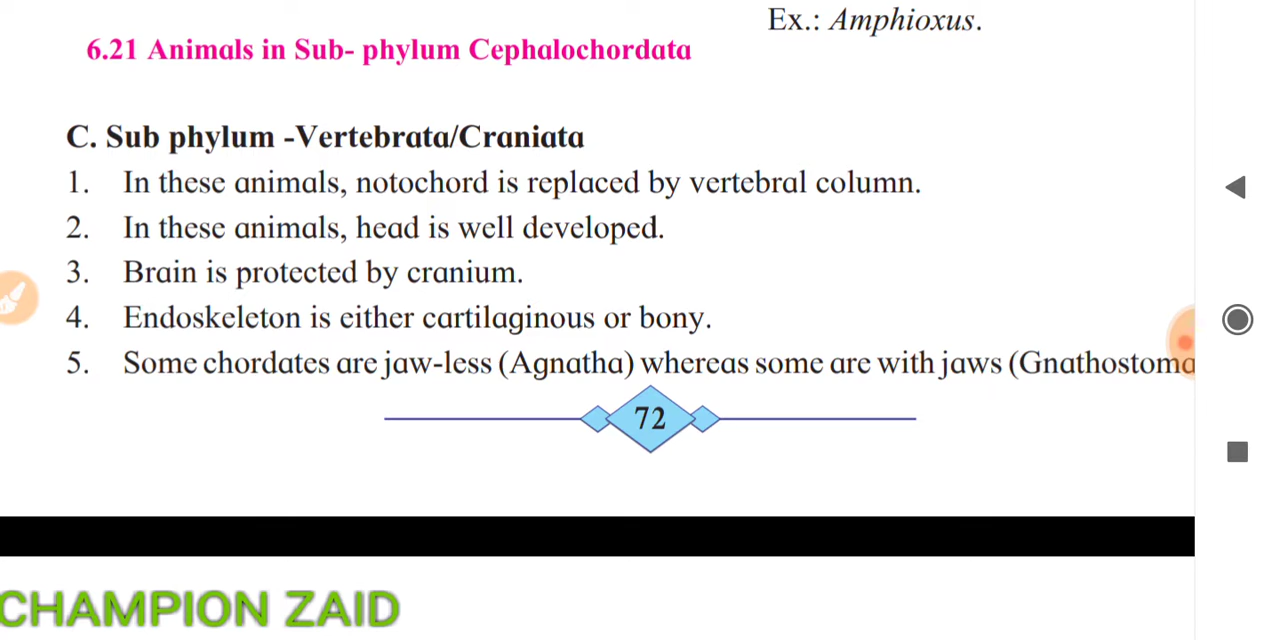 Ex.: Amphioxus.
6.21 Animals in Sub- phylum Cephalochordata
C. Sub phylum -Vertebrata/Craniata
1. In these animals, notochord is replaced by vertebral column.
2. In these animals, head is well developed.
3. Brain is protected by cranium.
4. Endoskeleton is either cartilaginous or bony.
5. Some chordates are jaw-less (Agnatha) whereas some are with jaws (Gnathostoma
72
CHAMPION ZAID